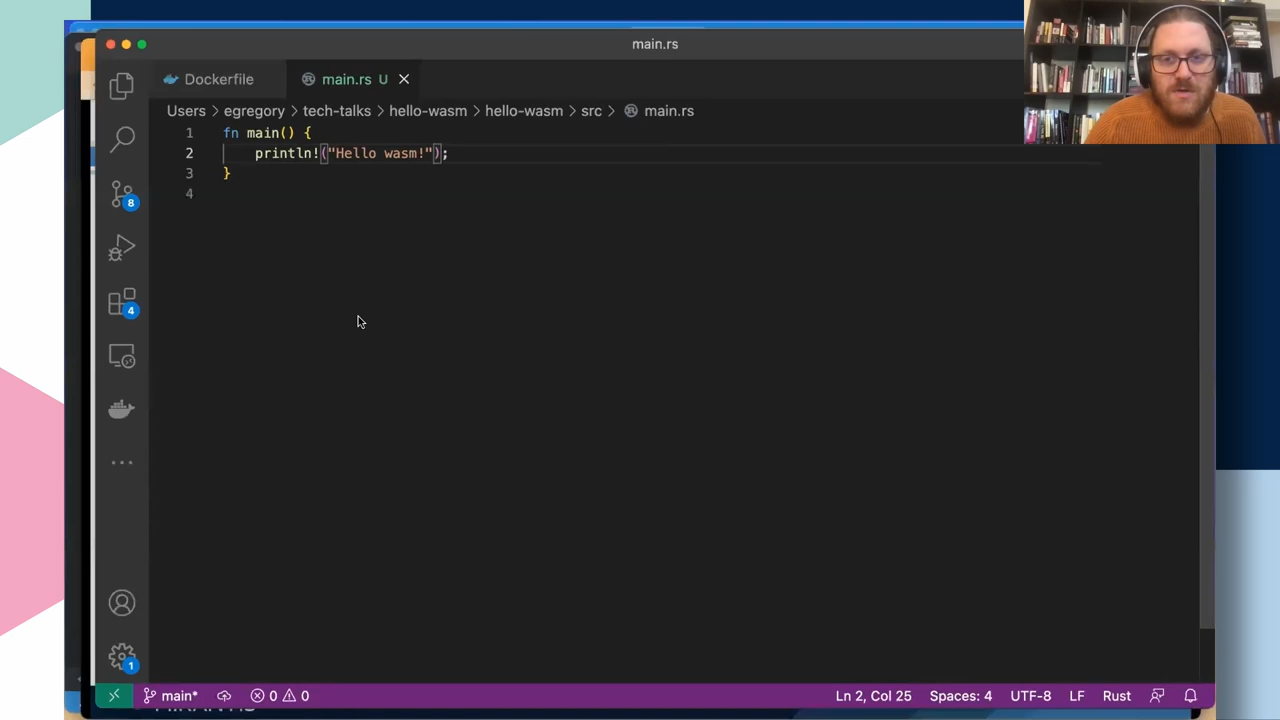 main.rs
Dockerfile
main.rs U
Users > egregory > tech-talks > hello-wasm > hello-wasm > src > main.rs
1 fn main() {
2 println!("Hello wasm!");
3 }
4
8
4
1
main* 0 0 Ln 2, Col 25 Spaces: 4 UTF-8 LF Rust